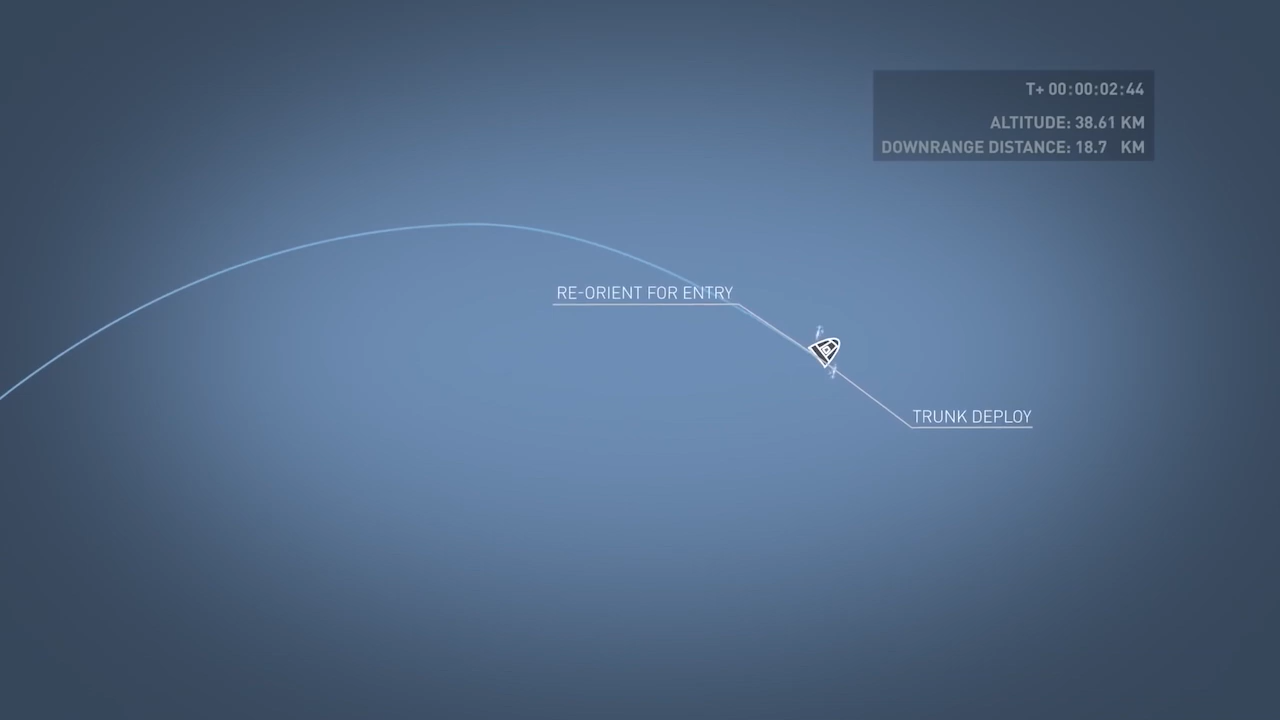 T+ 00:00:02:44
ALTITUDE: 38.61 KM
DOWNRANGE DISTANCE: 18.7 KM
RE-ORIENT FOR ENTRY
TRUNK DEPLOY